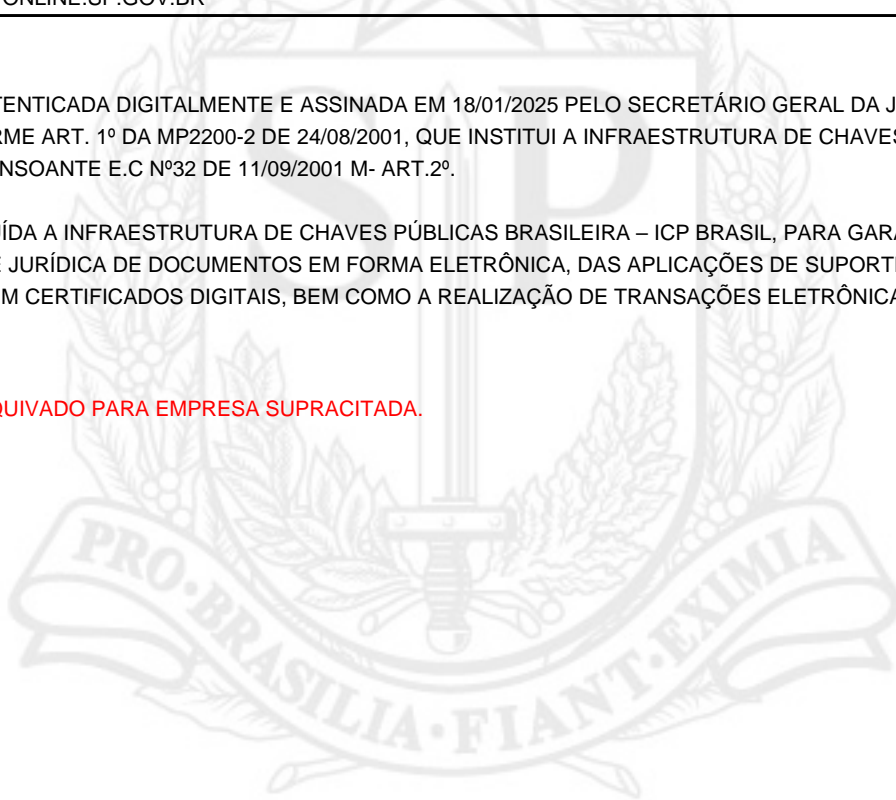 ONLINE.SP.GOV.BR
TENTICADA DIGITALMENTE E ASSINADA EM 18/01/2025 PELO SECRETÁRIO GERAL DA J
RME ART. 1º DA MP2200-2 DE 24/08/2001, QUE INSTITUI A INFRAESTRUTURA DE CHAVES
NSOANTE E.C Nº32 DE 11/09/2001 M- ART.2º.
ÍDA A INFRAESTRUTURA DE CHAVES PÚBLICAS BRASILEIRA – ICP BRASIL, PARA GARA
E JURÍDICA DE DOCUMENTOS EM FORMA ELETRÔNICA, DAS APLICAÇÕES DE SUPORTE
M CERTIFICADOS DIGITAIS, BEM COMO A REALIZAÇÃO DE TRANSAÇÕES ELETRÔNICA
QUIVADO PARA EMPRESA SUPRACITADA.
SP
PRO·BRASILIA·FIANT·EXIMIA